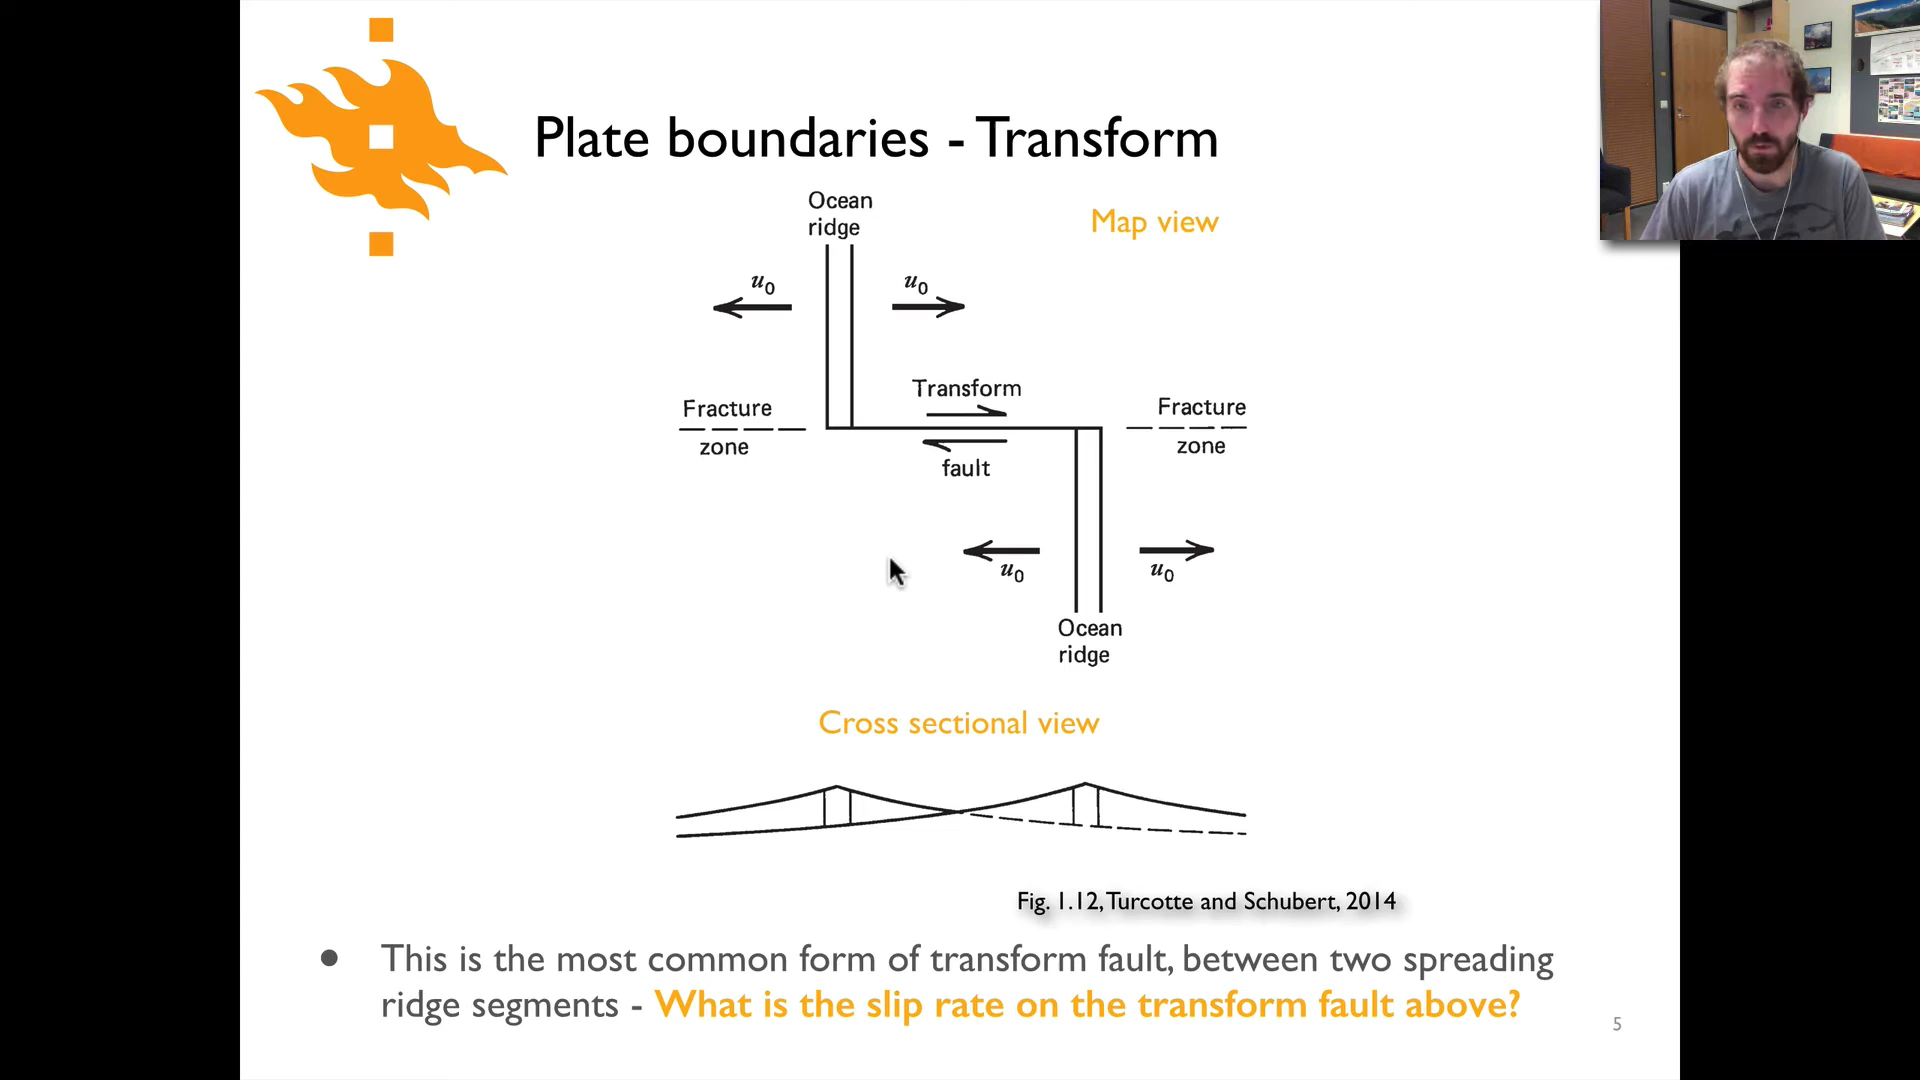 Plate boundaries - Transform
Ocean
ridge
Map view
u0
u0
Transform
Fracture
zone
Fracture
zone
fault
u0
u0
Ocean
ridge
Cross sectional view
Fig. 1.12, Turcotte and Schubert, 2014
● This is the most common form of transform fault, between two spreading
ridge segments - What is the slip rate on the transform fault above?
5